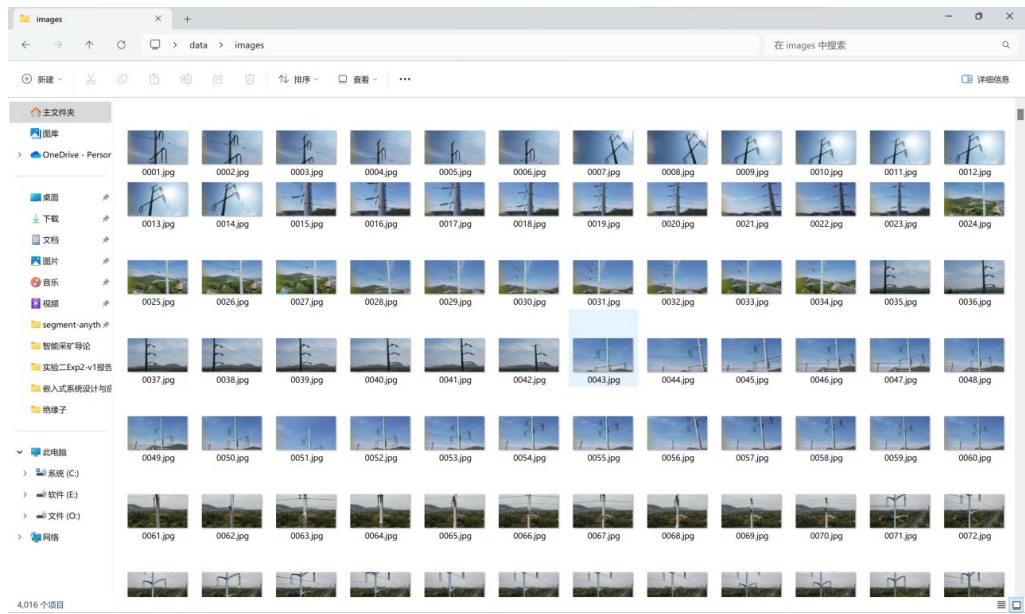 images
data > images
在 images 中搜索
新建
排序
查看
详细信息
主文件夹
图库
OneDrive - Persor
桌面
下载
文档
图片
音乐
视频
segment-anyth
智能采矿导论
实验二Exp2-v1报告
嵌入式系统设计与应
绝缘子
此电脑
系统 (C:)
软件 (E:)
文件 (O:)
网络
0001.jpg 0002.jpg 0003.jpg 0004.jpg 0005.jpg 0006.jpg 0007.jpg 0008.jpg 0009.jpg 0010.jpg 0011.jpg 0012.jpg
0013.jpg 0014.jpg 0015.jpg 0016.jpg 0017.jpg 0018.jpg 0019.jpg 0020.jpg 0021.jpg 0022.jpg 0023.jpg 0024.jpg
0025.jpg 0026.jpg 0027.jpg 0028.jpg 0029.jpg 0030.jpg 0031.jpg 0032.jpg 0033.jpg 0034.jpg 0035.jpg 0036.jpg
0037.jpg 0038.jpg 0039.jpg 0040.jpg 0041.jpg 0042.jpg 0043.jpg 0044.jpg 0045.jpg 0046.jpg 0047.jpg 0048.jpg
0049.jpg 0050.jpg 0051.jpg 0052.jpg 0053.jpg 0054.jpg 0055.jpg 0056.jpg 0057.jpg 0058.jpg 0059.jpg 0060.jpg
0061.jpg 0062.jpg 0063.jpg 0064.jpg 0065.jpg 0066.jpg 0067.jpg 0068.jpg 0069.jpg 0070.jpg 0071.jpg 0072.jpg
4,016 个项目